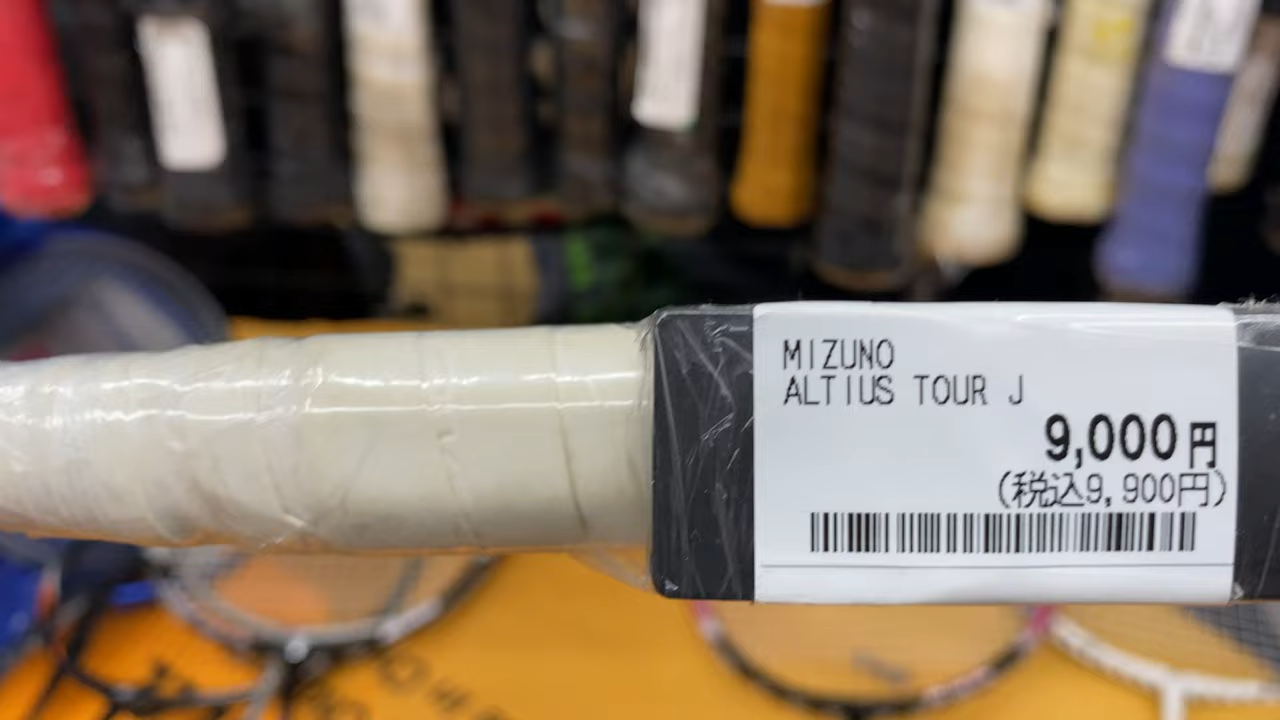 MIZUNO
ALTIUS TOUR J
9,000円
(税込9,900円)